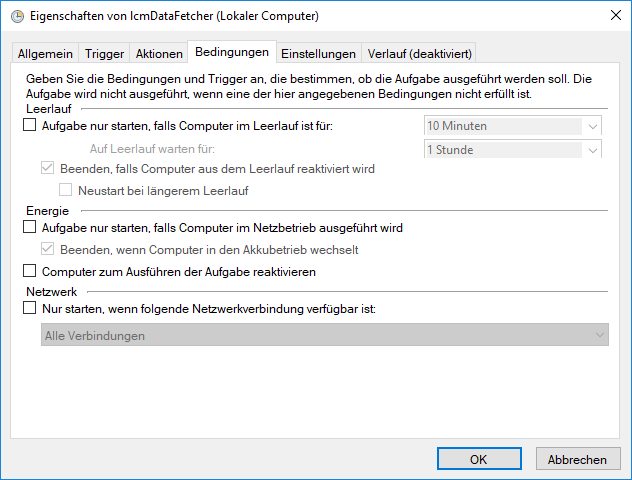 Eigenschaften von IcmDataFetcher (Lokaler Computer)
Allgemein Trigger Aktionen Bedingungen Einstellungen Verlauf (deaktiviert)
Geben Sie die Bedingungen und Trigger an, die bestimmen, ob die Aufgabe ausgeführt werden soll. Die
Aufgabe wird nicht ausgeführt, wenn eine der hier angegebenen Bedingungen nicht erfüllt ist.
Leerlauf
Aufgabe nur starten, falls Computer im Leerlauf ist für: 10 Minuten
Auf Leerlauf warten für: 1 Stunde
Beenden, falls Computer aus dem Leerlauf reaktiviert wird
Neustart bei längerem Leerlauf
Energie
Aufgabe nur starten, falls Computer im Netzbetrieb ausgeführt wird
Beenden, wenn Computer in den Akkubetrieb wechselt
Computer zum Ausführen der Aufgabe reaktivieren
Netzwerk
Nur starten, wenn folgende Netzwerkverbindung verfügbar ist:
Alle Verbindungen
OK Abbrechen